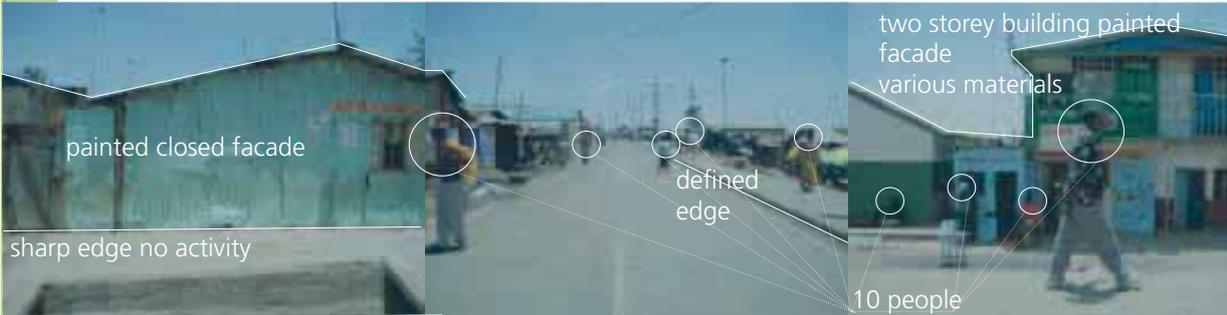 painted closed facade
sharp edge no activity
defined
edge
two storey building painted
facade
various materials
10 people